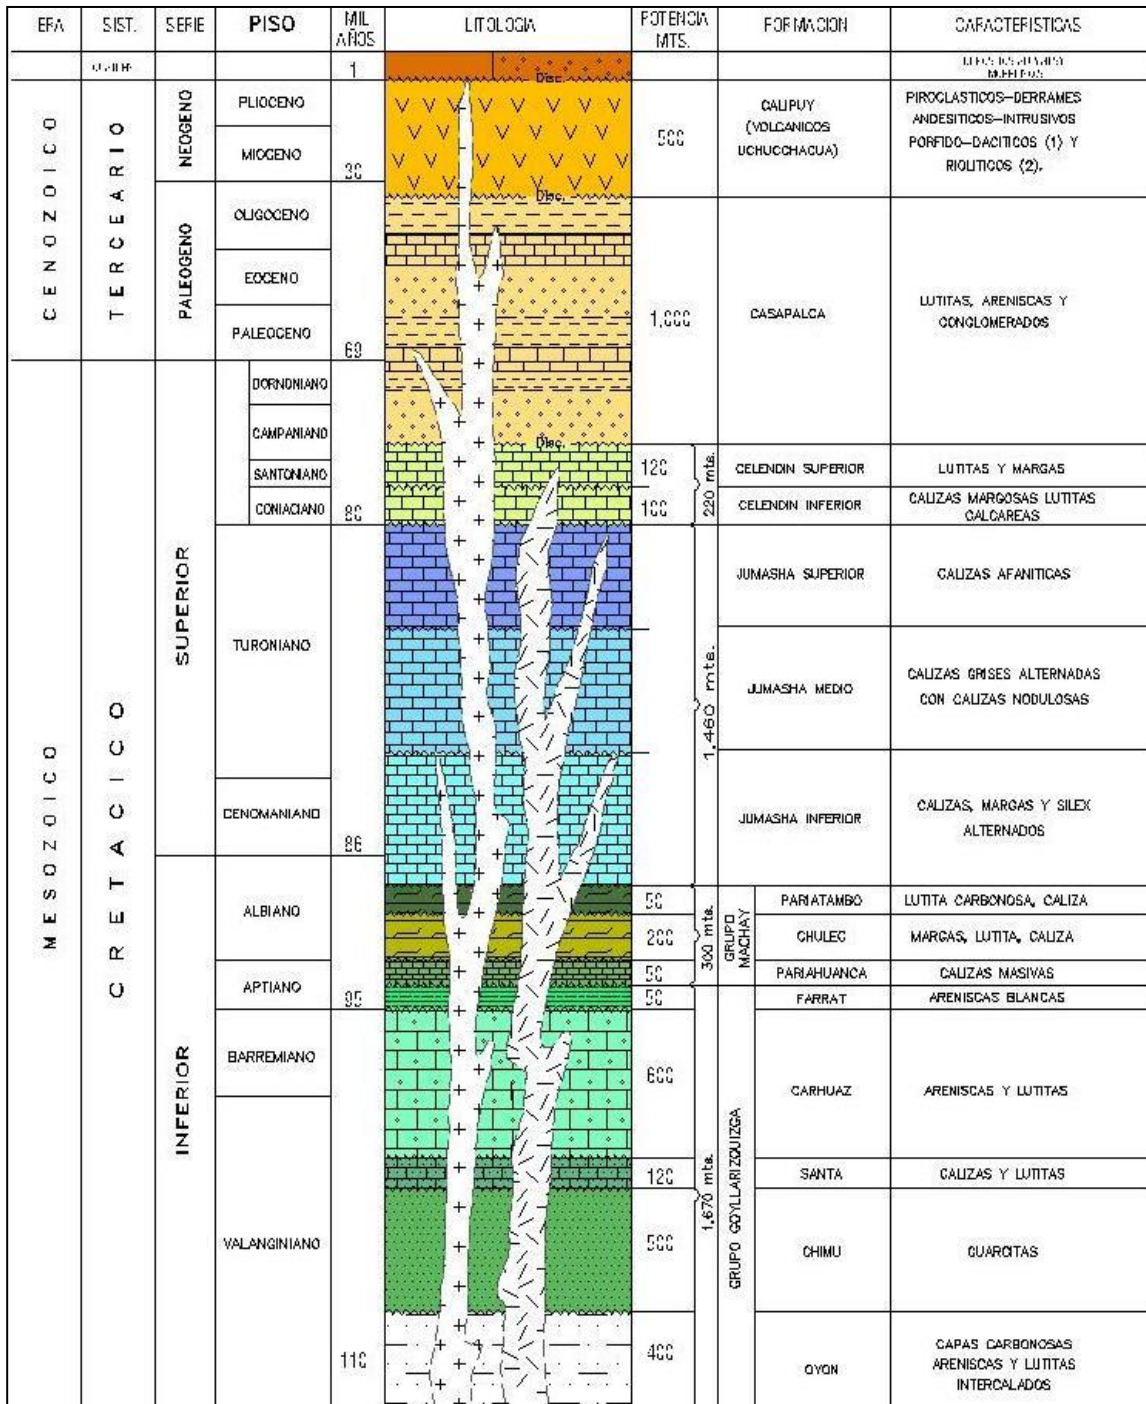 ERA SIST. SERIE PISO MIL AÑOS LITOLOGIA POTENCIA MTS. FORMACION CARACTERISTICAS
1
Disc.
CENOZOICO
TERCEARIO
NEOGENO
PLIOCENO
MIOCENO
30
500
CALIPUY
(VOLCANICOS
UCHUCCHACUA)
PIROCLASTICOS-DERRAMES
ANDESITICOS-INTRUSIVOS
PORFIDO-DACITICOS (1) Y
RIOLITICOS (2).
Disc.
PALEOGENO
OLIGOCENO
EOCENO
PALEOCENO
69
1,000
CASAPALCA
LUTITAS, ARENISCAS Y
CONGLOMERADOS
MESOZOICO
CRETACICO
SUPERIOR
DORNONIANO
CAMPANIANO
Disc.
SANTONIANO
120
220 mts.
CELENDIN SUPERIOR
LUTITAS Y MARGAS
CONIACIANO
100
CELENDIN INFERIOR
CALIZAS MARGOSAS LUTITAS
CALCAREAS
TURONIANO
1,460 mts.
JUMASHA SUPERIOR
CALIZAS AFANITICAS
JUMASHA MEDIO
CALIZAS GRISES ALTERNADAS
CON CALIZAS NODULOSAS
CENOMANIANO
86
JUMASHA INFERIOR
CALIZAS, MARGAS Y SILEX
ALTERNADOS
INFERIOR
ALBIANO
50
300 mts.
GRUPO
MACHAY
PARIATAMBO
LUTITA CARBONOSA, CALIZA
200
CHULEC
MARGAS, LUTITA, CALIZA
APTIANO
95
50
PARIAHUANCA
CALIZAS MASIVAS
50
FARRAT
ARENISCAS BLANCAS
BARREMIANO
600
1,670 mts.
GRUPO GOYLLARIZQUIZGA
CARHUAZ
ARENISCAS Y LUTITAS
VALANGINIANO
120
SANTA
CALIZAS Y LUTITAS
500
CHIMU
CUARCITAS
110
400
OYON
CAPAS CARBONOSAS
ARENISCAS Y LUTITAS
INTERCALADOS